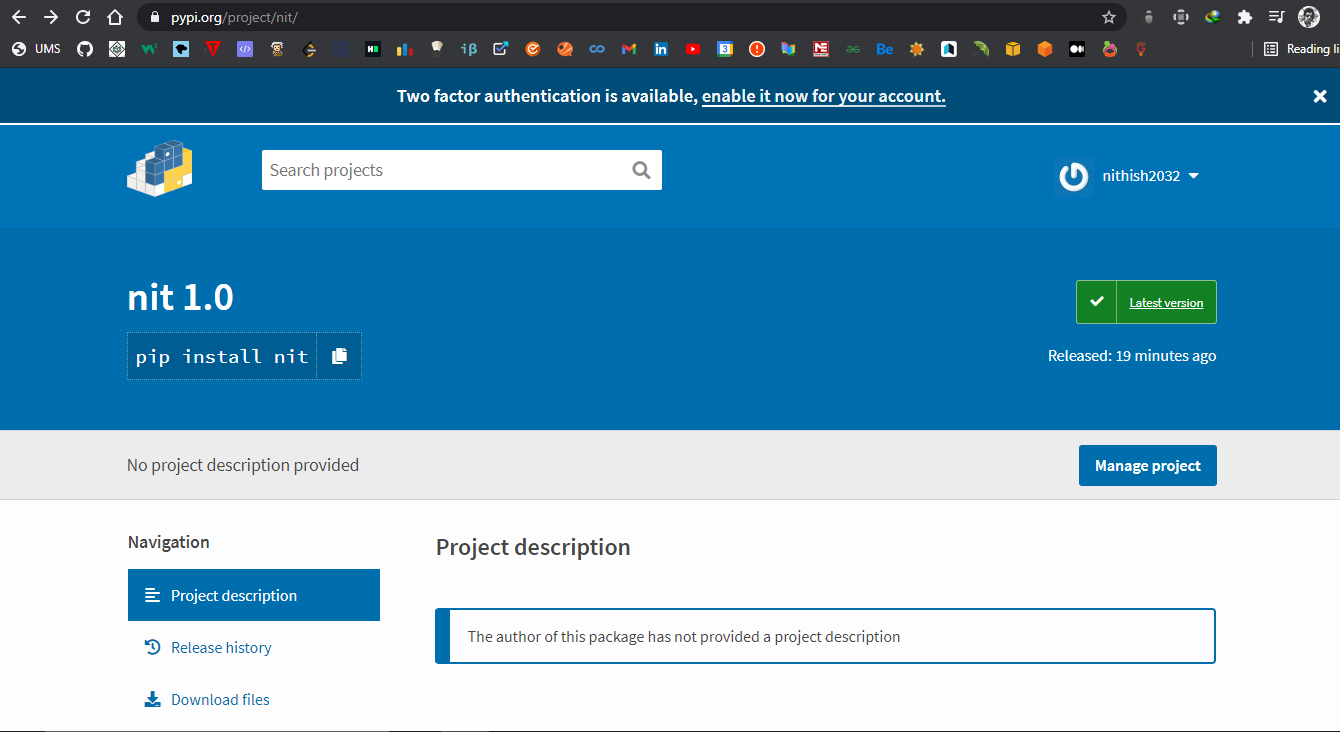 pypi.org/project/nit/
UMS
Reading li
Two factor authentication is available, enable it now for your account.
Search projects
nithish2032
nit 1.0
Latest version
pip install nit
Released: 19 minutes ago
No project description provided
Manage project
Navigation
Project description
Project description
The author of this package has not provided a project description
Release history
Download files